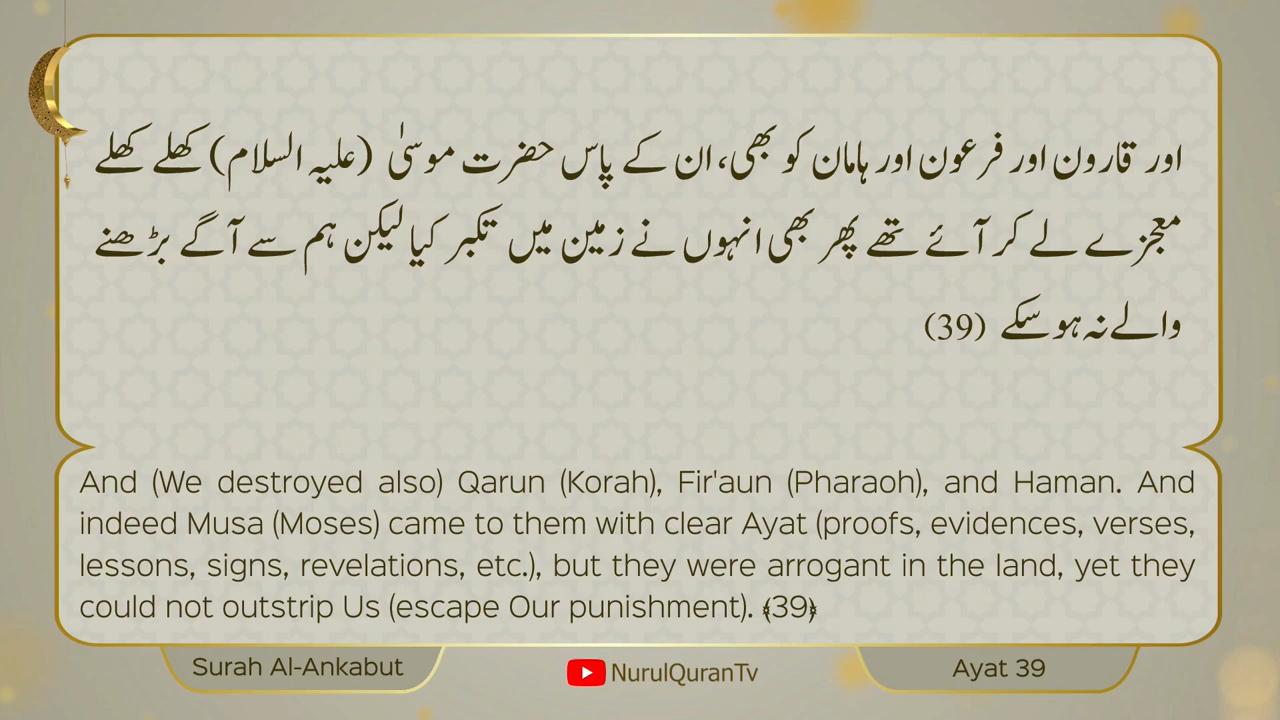 اور قارون اور فرعون اور ہامان کو بھی، ان کے پاس حضرت موسیٰ (علیہ السلام) کھلے کھلے
معجزے لے کر آئے تھے پھر بھی انہوں نے زمین میں تکبر کیا لیکن ہم سے آگے بڑھنے
والے نہ ہو سکے (39)
And (We destroyed also) Qarun (Korah), Fir'aun (Pharaoh), and Haman. And
indeed Musa (Moses) came to them with clear Ayat (proofs, evidences, verses,
lessons, signs, revelations, etc.), but they were arrogant in the land, yet they
could not outstrip Us (escape Our punishment). ﴾39﴿
Surah Al-Ankabut
NurulQuranTv
Ayat 39